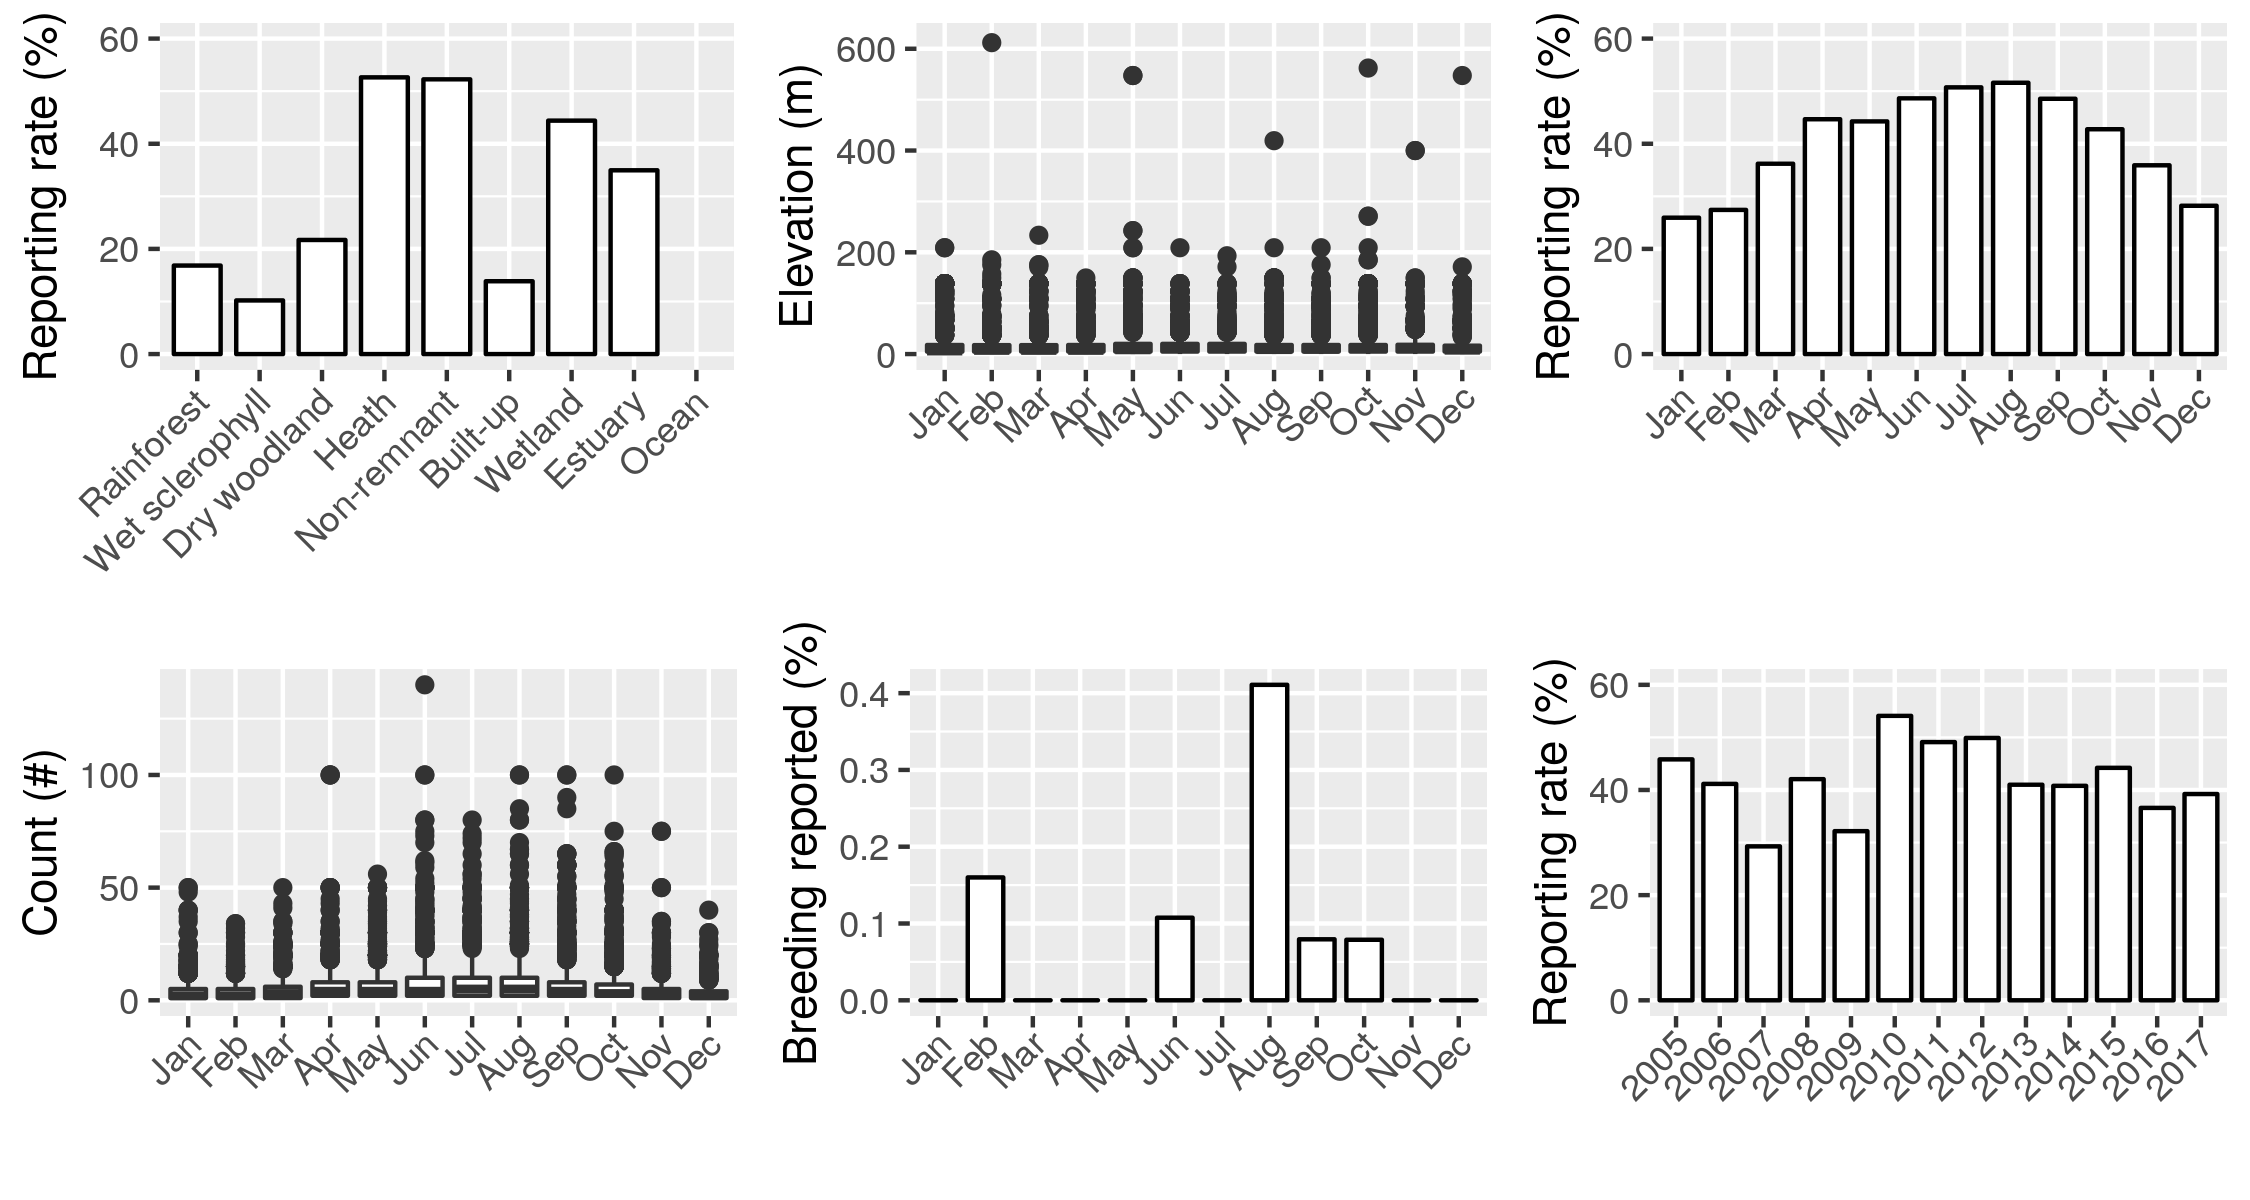 Reporting rate (%)
60
40
20
0
Rainforest
Wet sclerophyll
Dry woodland
Heath
Non-remnant
Built-up
Wetland
Estuary
Ocean
Elevation (m)
600
400
200
0
Jan Feb Mar Apr May Jun Jul Aug Sep Oct Nov Dec
Reporting rate (%)
60
40
20
0
Jan Feb Mar Apr May Jun Jul Aug Sep Oct Nov Dec
Count (#)
100
50
0
Jan Feb Mar Apr May Jun Jul Aug Sep Oct Nov Dec
Breeding reported (%)
0.4
0.3
0.2
0.1
0.0
Jan Feb Mar Apr May Jun Jul Aug Sep Oct Nov Dec
Reporting rate (%)
60
40
20
0
2005 2006 2007 2008 2009 2010 2011 2012 2013 2014 2015 2016 2017